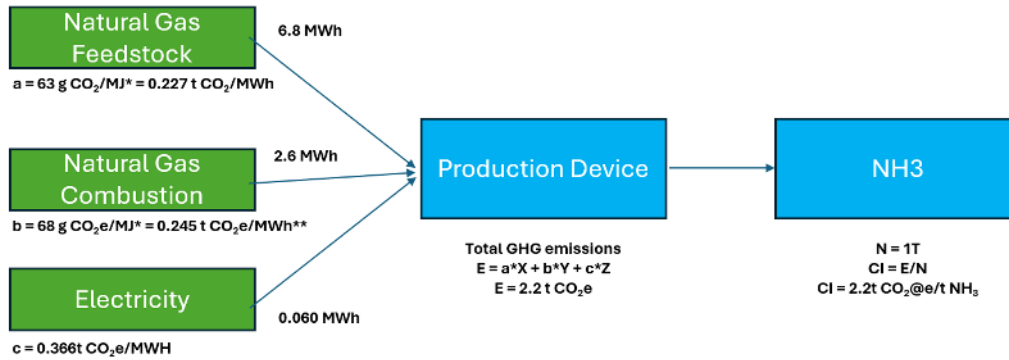 Natural Gas
Feedstock
6.8 MWh
a = 63 g CO₂/MJ* = 0.227 t CO₂/MWh
Natural Gas
Combustion
2.6 MWh
b = 68 g CO₂e/MJ* = 0.245 t CO₂e/MWh**
Electricity
0.060 MWh
c = 0.366t CO₂e/MWH
Production Device
Total GHG emissions
E = a*X + b*Y + c*Z
E = 2.2 t CO₂e
NH3
N = 1T
CI = E/N
CI = 2.2t CO₂@e/t NH₃